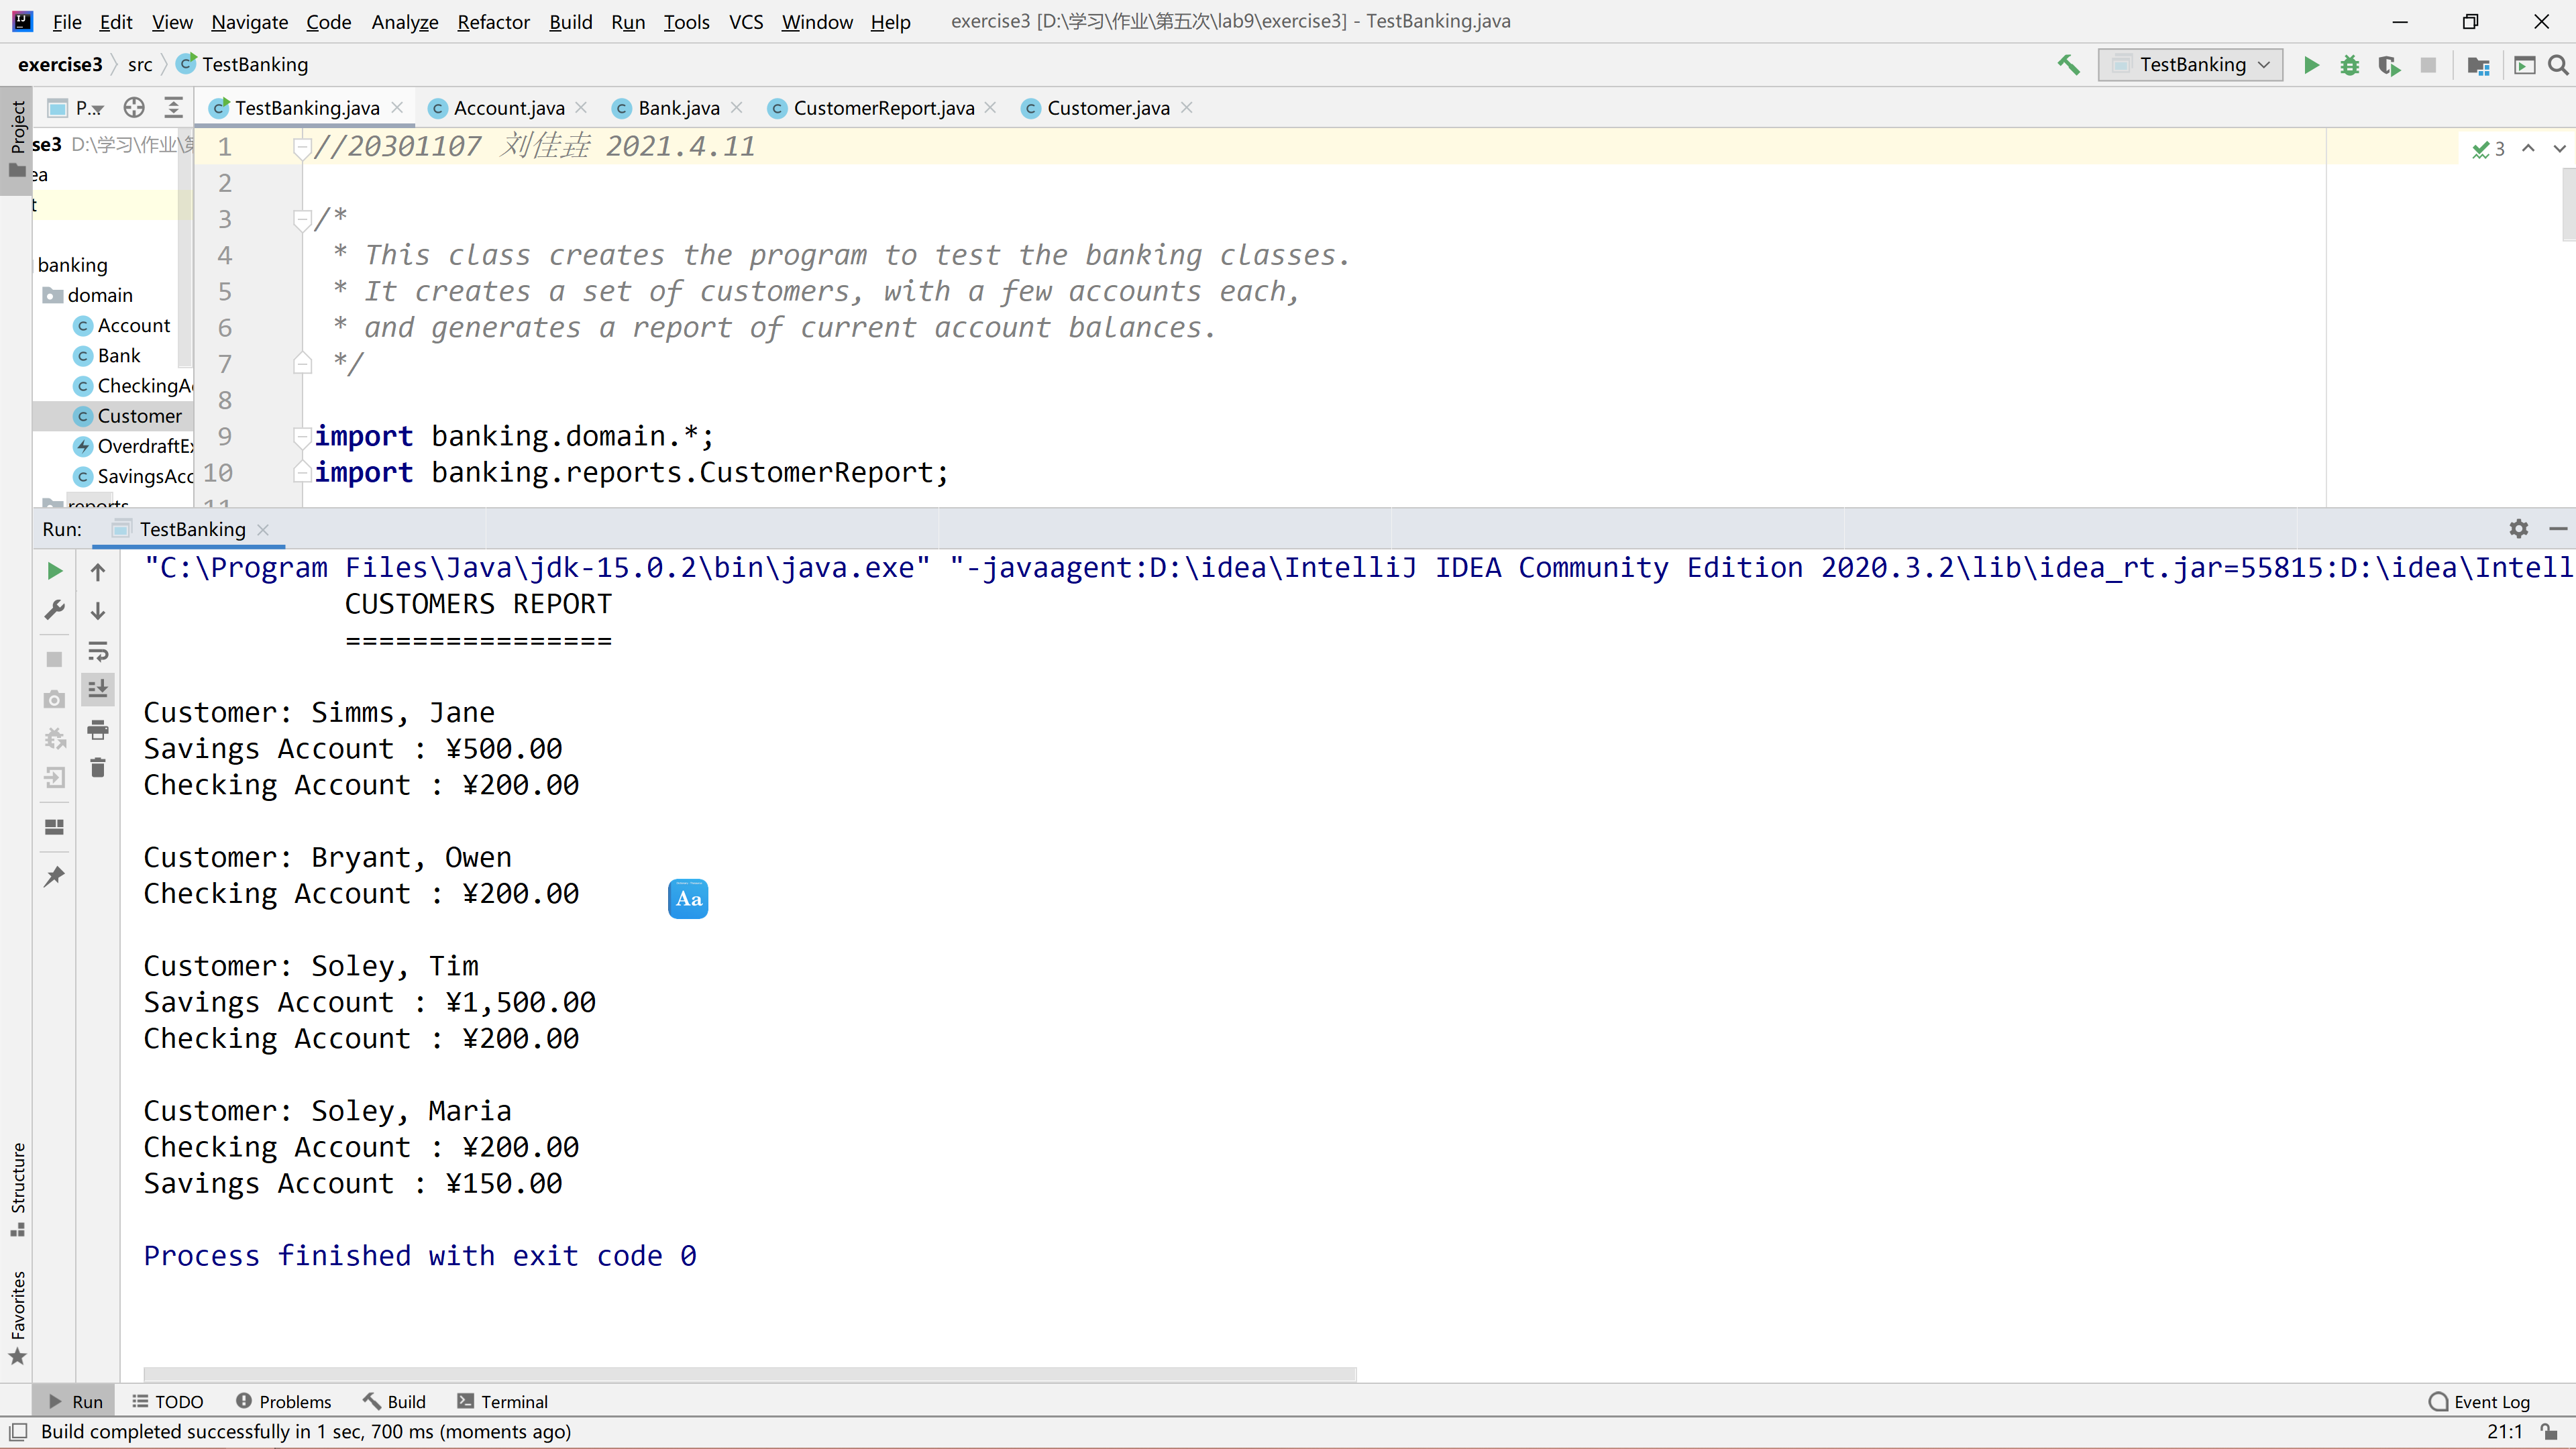 File Edit View Navigate Code Analyze Refactor Build Run Tools VCS Window Help exercise3 [D:\学习\作业\第五次\lab9\exercise3] - TestBanking.java
exercise3 src TestBanking TestBanking
P... TestBanking.java Account.java Bank.java CustomerReport.java Customer.java
Project
se3 D:\学习\作业\第
ea
t
banking
domain
Account
Bank
CheckingA
Customer
OverdraftEx
SavingsAcc
reports
1 //20301107 刘佳垚 2021.4.11
3
2
3 /*
4 * This class creates the program to test the banking classes.
5 * It creates a set of customers, with a few accounts each,
6 * and generates a report of current account balances.
7 */
8
9 import banking.domain.*;
10 import banking.reports.CustomerReport;
11
Run: TestBanking
"C:\Program Files\Java\jdk-15.0.2\bin\java.exe" "-javaagent:D:\idea\IntelliJ IDEA Community Edition 2020.3.2\lib\idea_rt.jar=55815:D:\idea\Intell
CUSTOMERS REPORT
================
Customer: Simms, Jane
Savings Account : ¥500.00
Checking Account : ¥200.00
Customer: Bryant, Owen
Checking Account : ¥200.00
Aa
Customer: Soley, Tim
Savings Account : ¥1,500.00
Checking Account : ¥200.00
Customer: Soley, Maria
Checking Account : ¥200.00
Savings Account : ¥150.00
Process finished with exit code 0
Structure
Favorites
Run TODO Problems Build Terminal Event Log
Build completed successfully in 1 sec, 700 ms (moments ago) 21:1